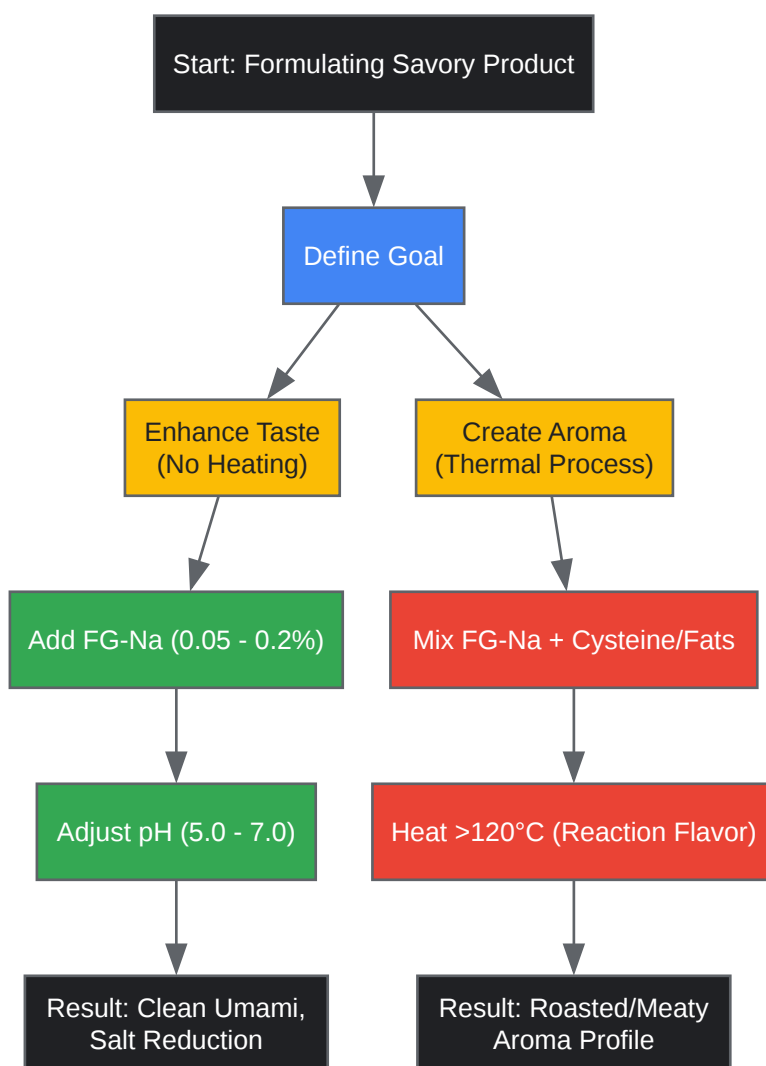 Start: Formulating Savory Product
Define Goal
Enhance Taste
(No Heating)
Create Aroma
(Thermal Process)
Add FG-Na (0.05 - 0.2%)
Mix FG-Na + Cysteine/Fats
Adjust pH (5.0 - 7.0)
Heat >120°C (Reaction Flavor)
Result: Clean Umami,
Salt Reduction
Result: Roasted/Meaty
Aroma Profile